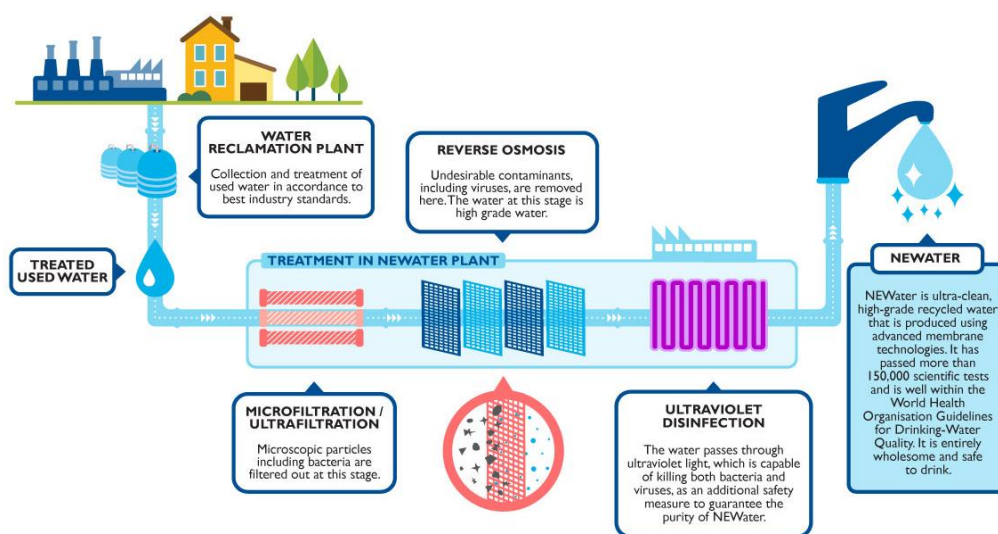 WATER
RECLAMATION PLANT
Collection and treatment of
used water in accordance to
best industry standards.
TREATED
USED WATER
TREATMENT IN NEWATER PLANT
MICROFILTRATION /
ULTRAFILTRATION
Microscopic particles
including bacteria are
filtered out at this stage.
REVERSE OSMOSIS
Undesirable contaminants,
including viruses, are removed
here. The water at this stage is
high grade water.
ULTRAVIOLET
DISINFECTION
The water passes through
ultraviolet light, which is capable
of killing both bacteria and
viruses, as an additional safety
measure to guarantee the
purity of NEWater.
NEWATER
NEWater is ultra-clean,
high-grade recycled water
that is produced using
advanced membrane
technologies. It has
passed more than
150,000 scientific tests
and is well within the
World Health
Organisation Guidelines
for Drinking-Water
Quality. It is entirely
wholesome and safe
to drink.